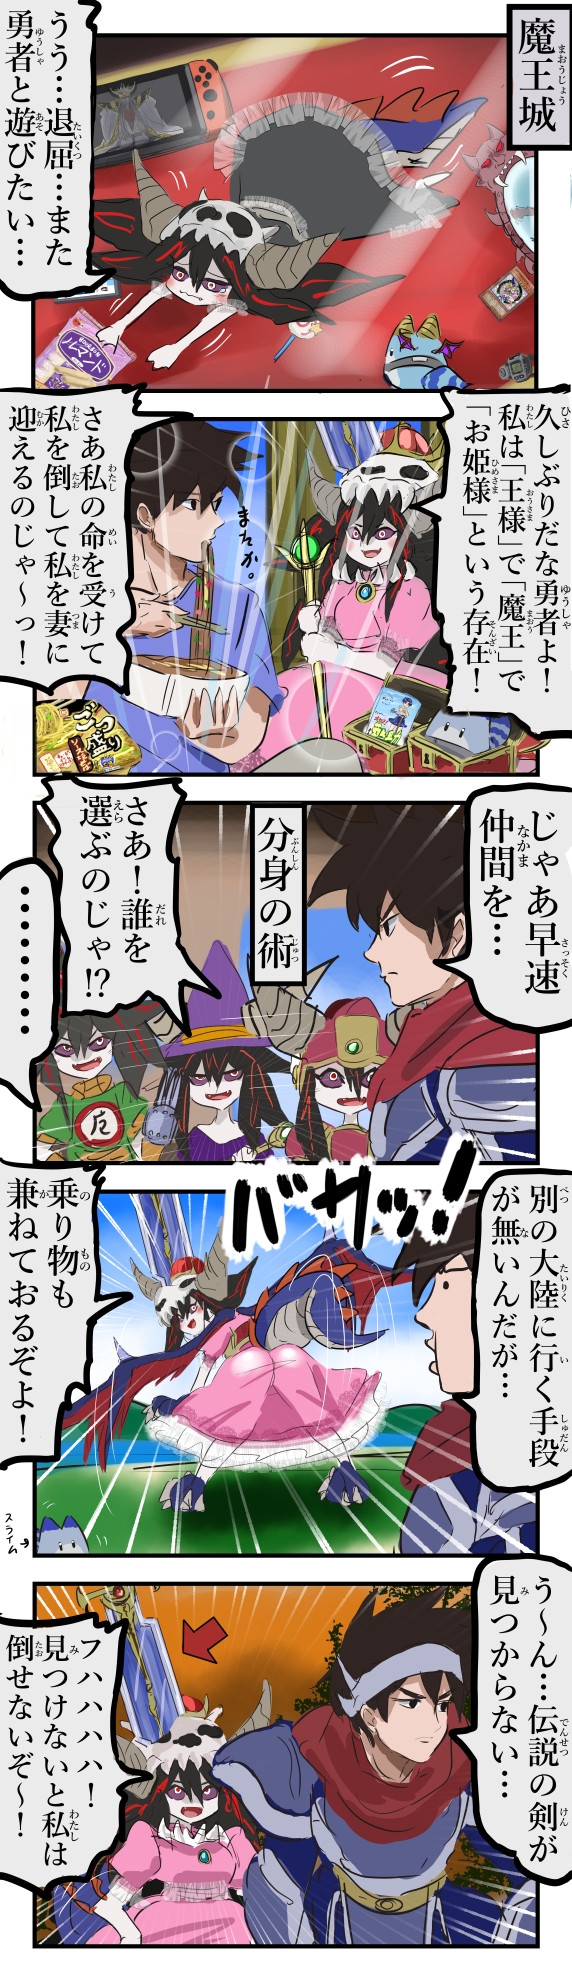 魔王城
うう…退屈…また
勇者と遊びたい…
ルマンド
久しぶりだな勇者よ！
私は「王様」で「魔王」で
「お姫様」という存在！
またか。
さあ私の命を受けて
私を倒して私を妻に
迎えるのじゃ〜っ！
ごつ盛り
ソース焼そば
じゃあ早速
仲間を…
分身の術
さあ！誰を
選ぶのじゃ!?
………
別の大陸に行く手段
が無いんだが…
バサッ！
乗り物も
兼ねておるぞよ！
スライム→
う〜ん…伝説の剣が
見つからない…
フハハハハ！
見つけないと私は
倒せないぞ〜！